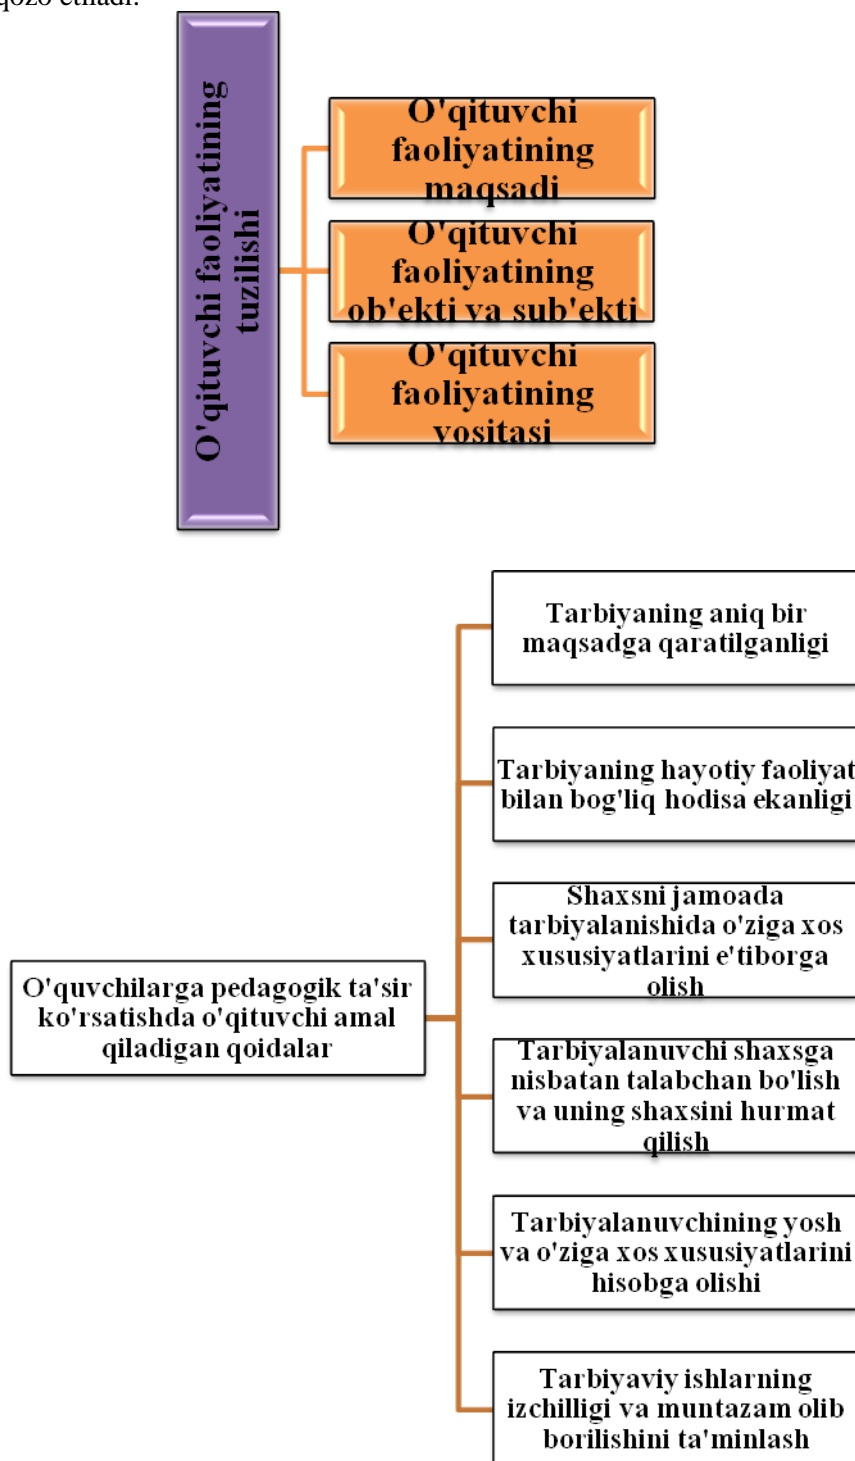 etiladi.
O'qituvchi faoliyatining
tuzilishi
O'qituvchi
faoliyatining
maqsadi
O'qituvchi
faoliyatining
ob'ekti va sub'ekti
O'qituvchi
faoliyatining
vositasi
O'quvchilarga pedagogik ta'sir
ko'rsatishda o'qituvchi amal
qiladigan qoidalar
Tarbiyaning aniq bir
maqsadga qaratilganligi
Tarbiyaning hayotiy faoliyat
bilan bog'liq hodisa ekanligi
Shaxsni jamoada
tarbiyalanishida o'ziga xos
xususiyatlarini e'tiborga
olish
Tarbiyalanuvchi shaxsga
nisbatan talabchan bo'lish
va uning shaxsini hurmat
qilish
Tarbiyalanuvchining yosh
va o'ziga xos xususiyatlarini
hisobga olishi
Tarbiyaviy ishlarning
izchilligi va muntazam olib
borilishini ta'minlash